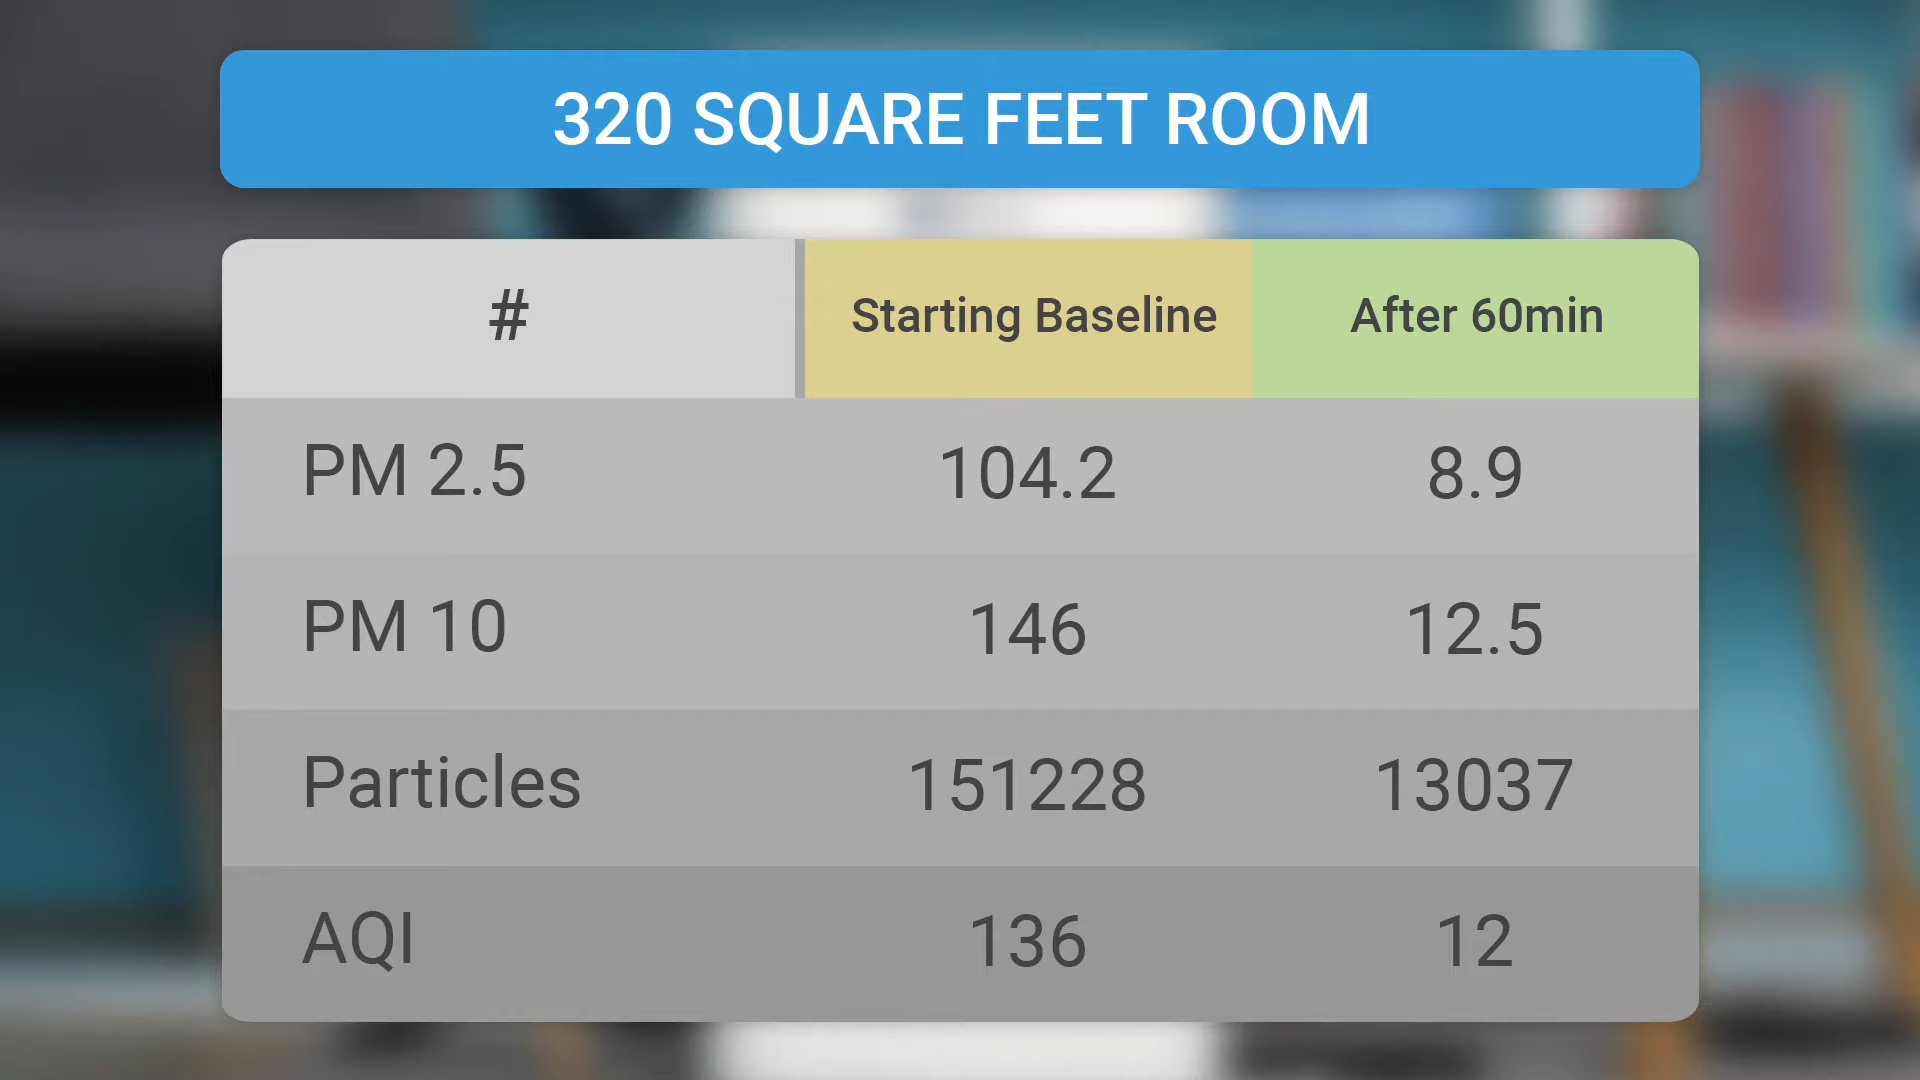 320 SQUARE FEET ROOM
# Starting Baseline After 60min
PM 2.5 104.2 8.9
PM 10 146 12.5
Particles 151228 13037
AQI 136 12